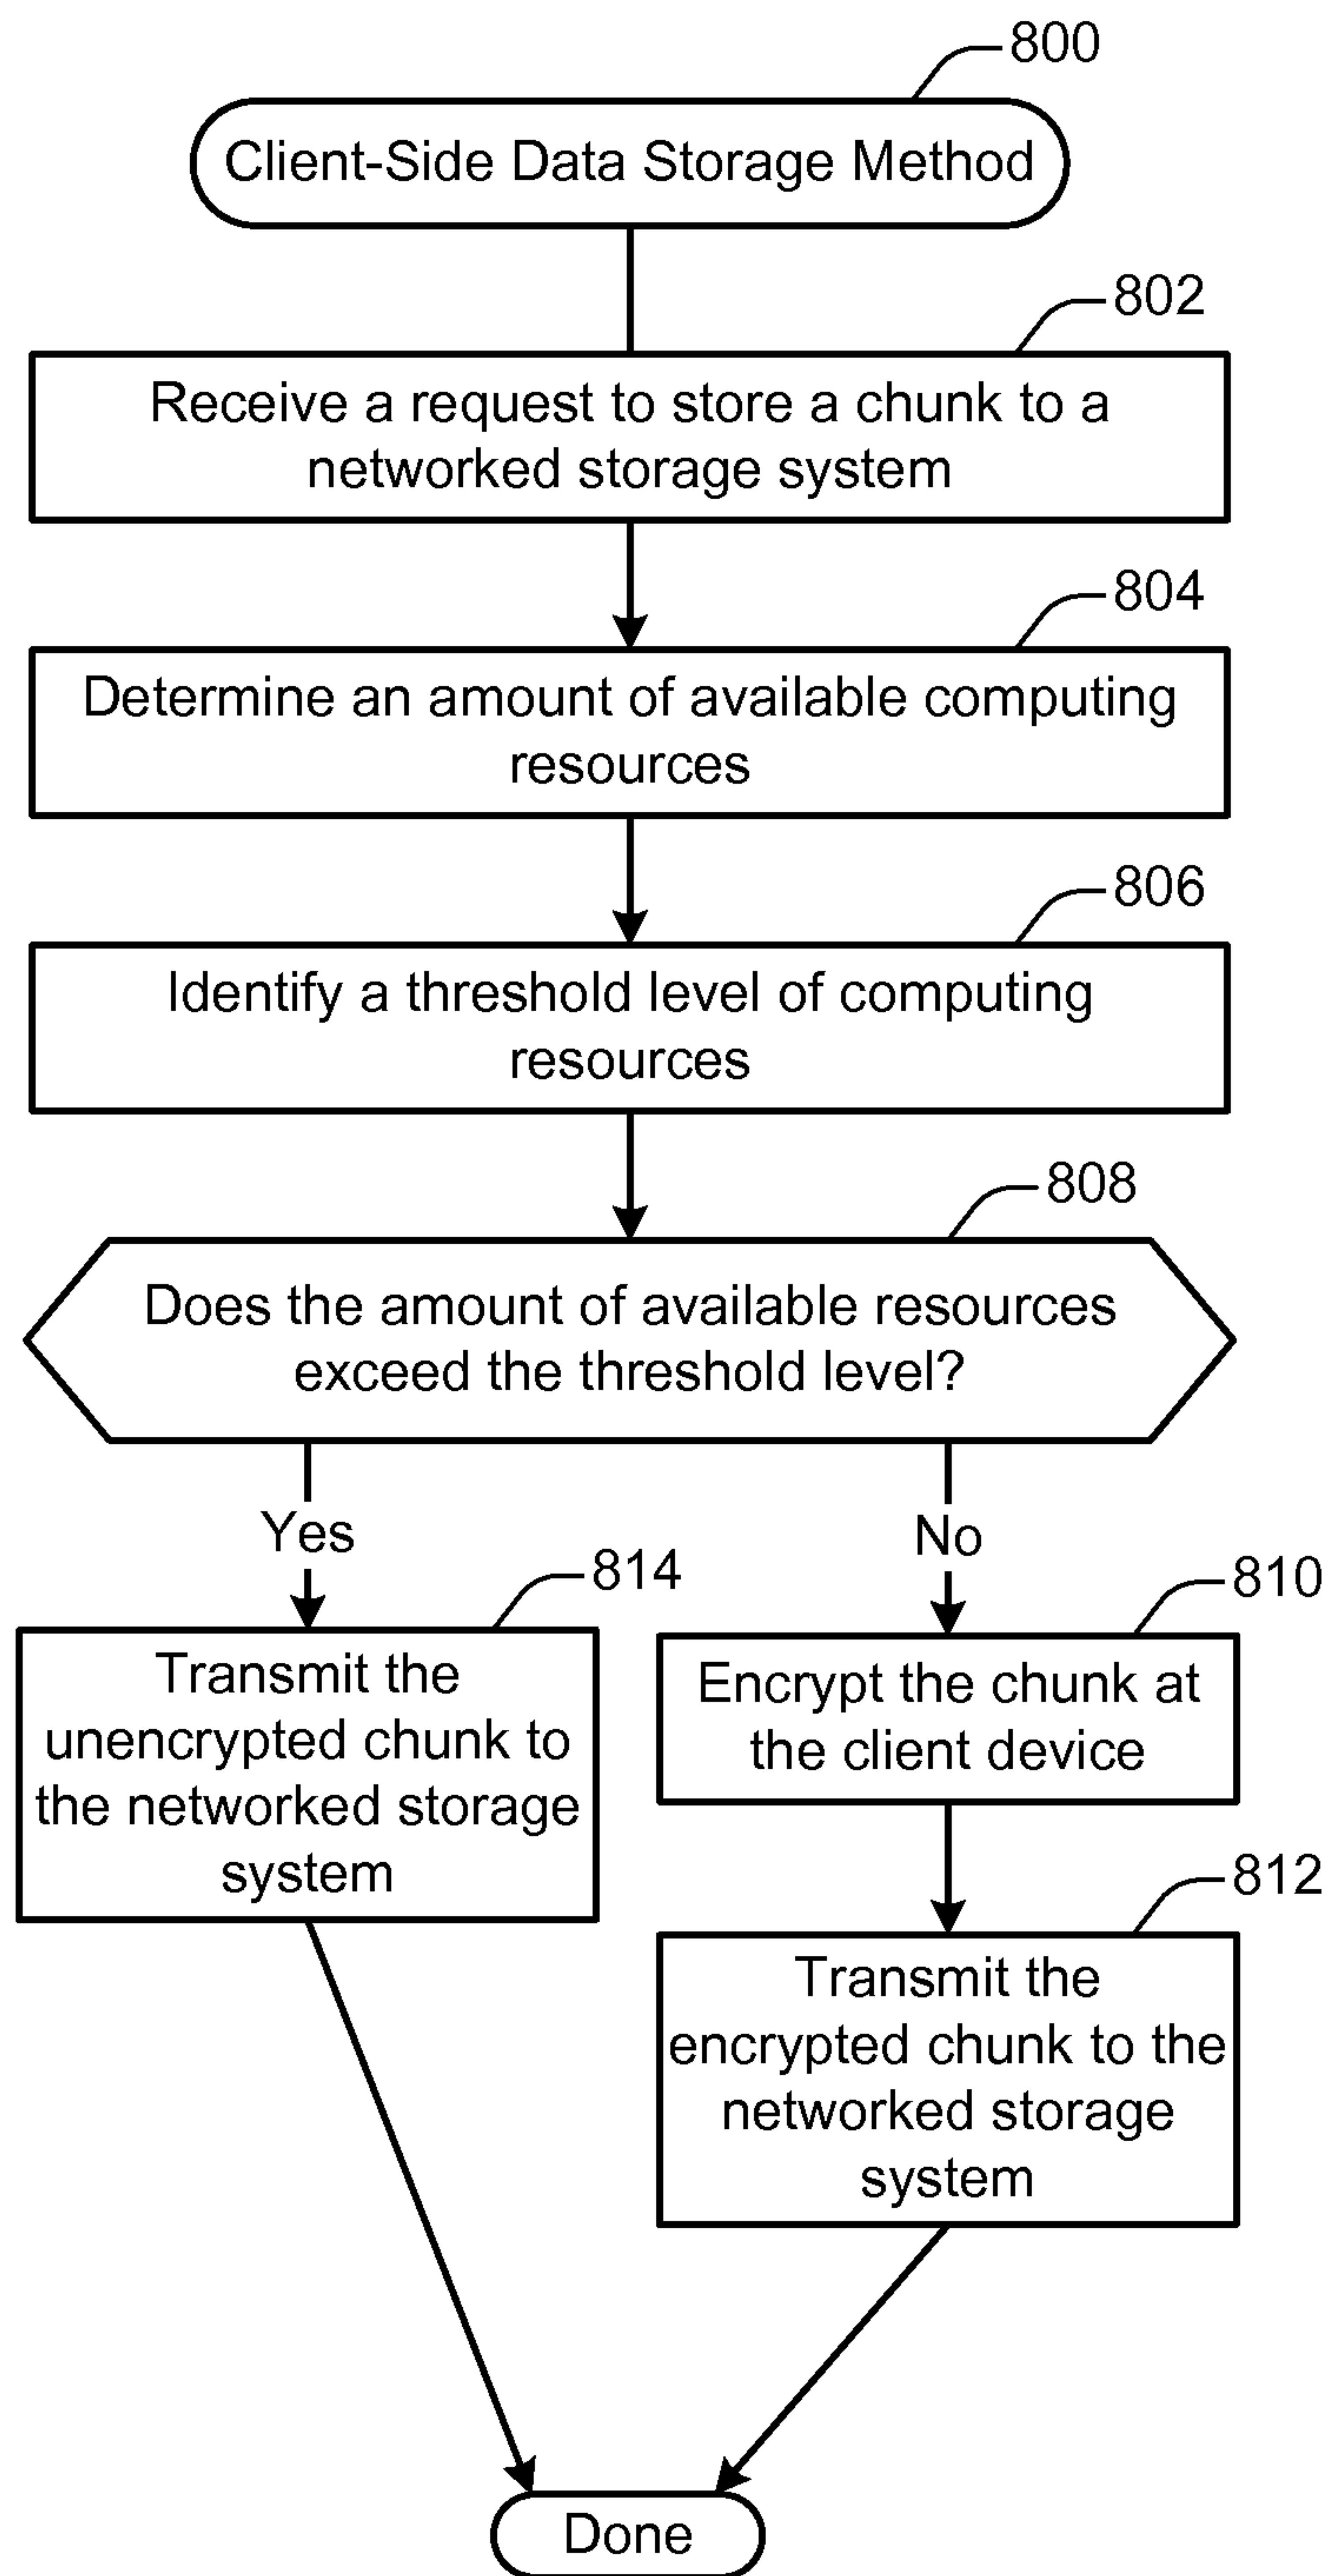 800
Client-Side Data Storage Method
802
Receive a request to store a chunk to a
networked storage system
804
Determine an amount of available computing
resources
806
Identify a threshold level of computing
resources
808
Does the amount of available resources
exceed the threshold level?
Yes
No
814
Transmit the
unencrypted chunk to
the networked storage
system
810
Encrypt the chunk at
the client device
812
Transmit the
encrypted chunk to the
networked storage
system
Done